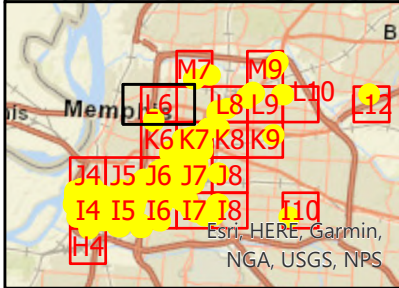 M7 M9
B
Memphis L6 L8 L9 L10 L12
is
K6 K7 K8 K9
J4 J5 J6 J7 J8
I4 I5 I6 I7 I8 I10
Esri, HERE, Garmin,
H4
NGA, USGS, NPS